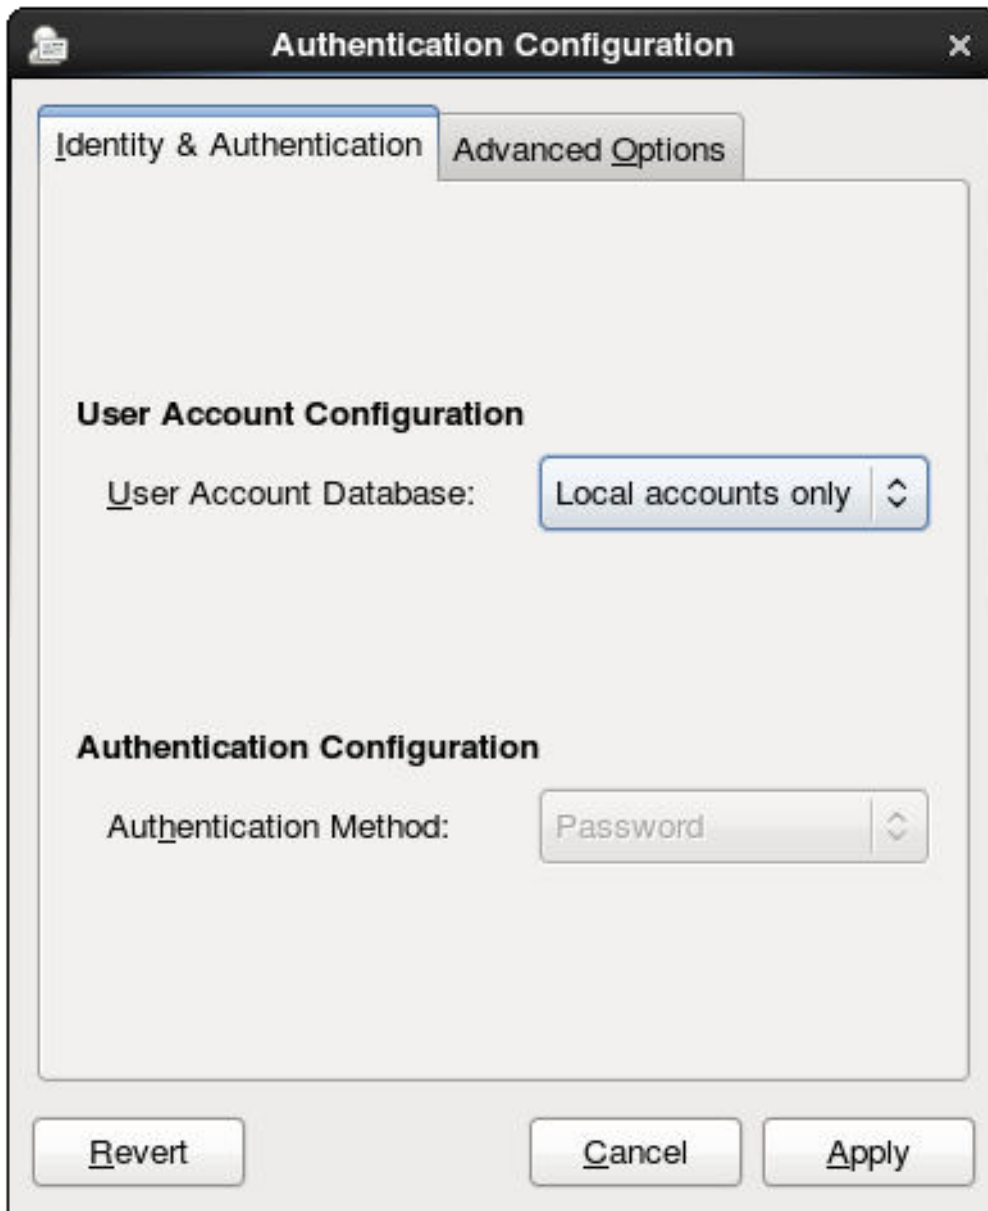 Authentication Configuration
Identity & Authentication
Advanced Options
User Account Configuration
User Account Database: Local accounts only
Authentication Configuration
Authentication Method: Password
Revert
Cancel
Apply